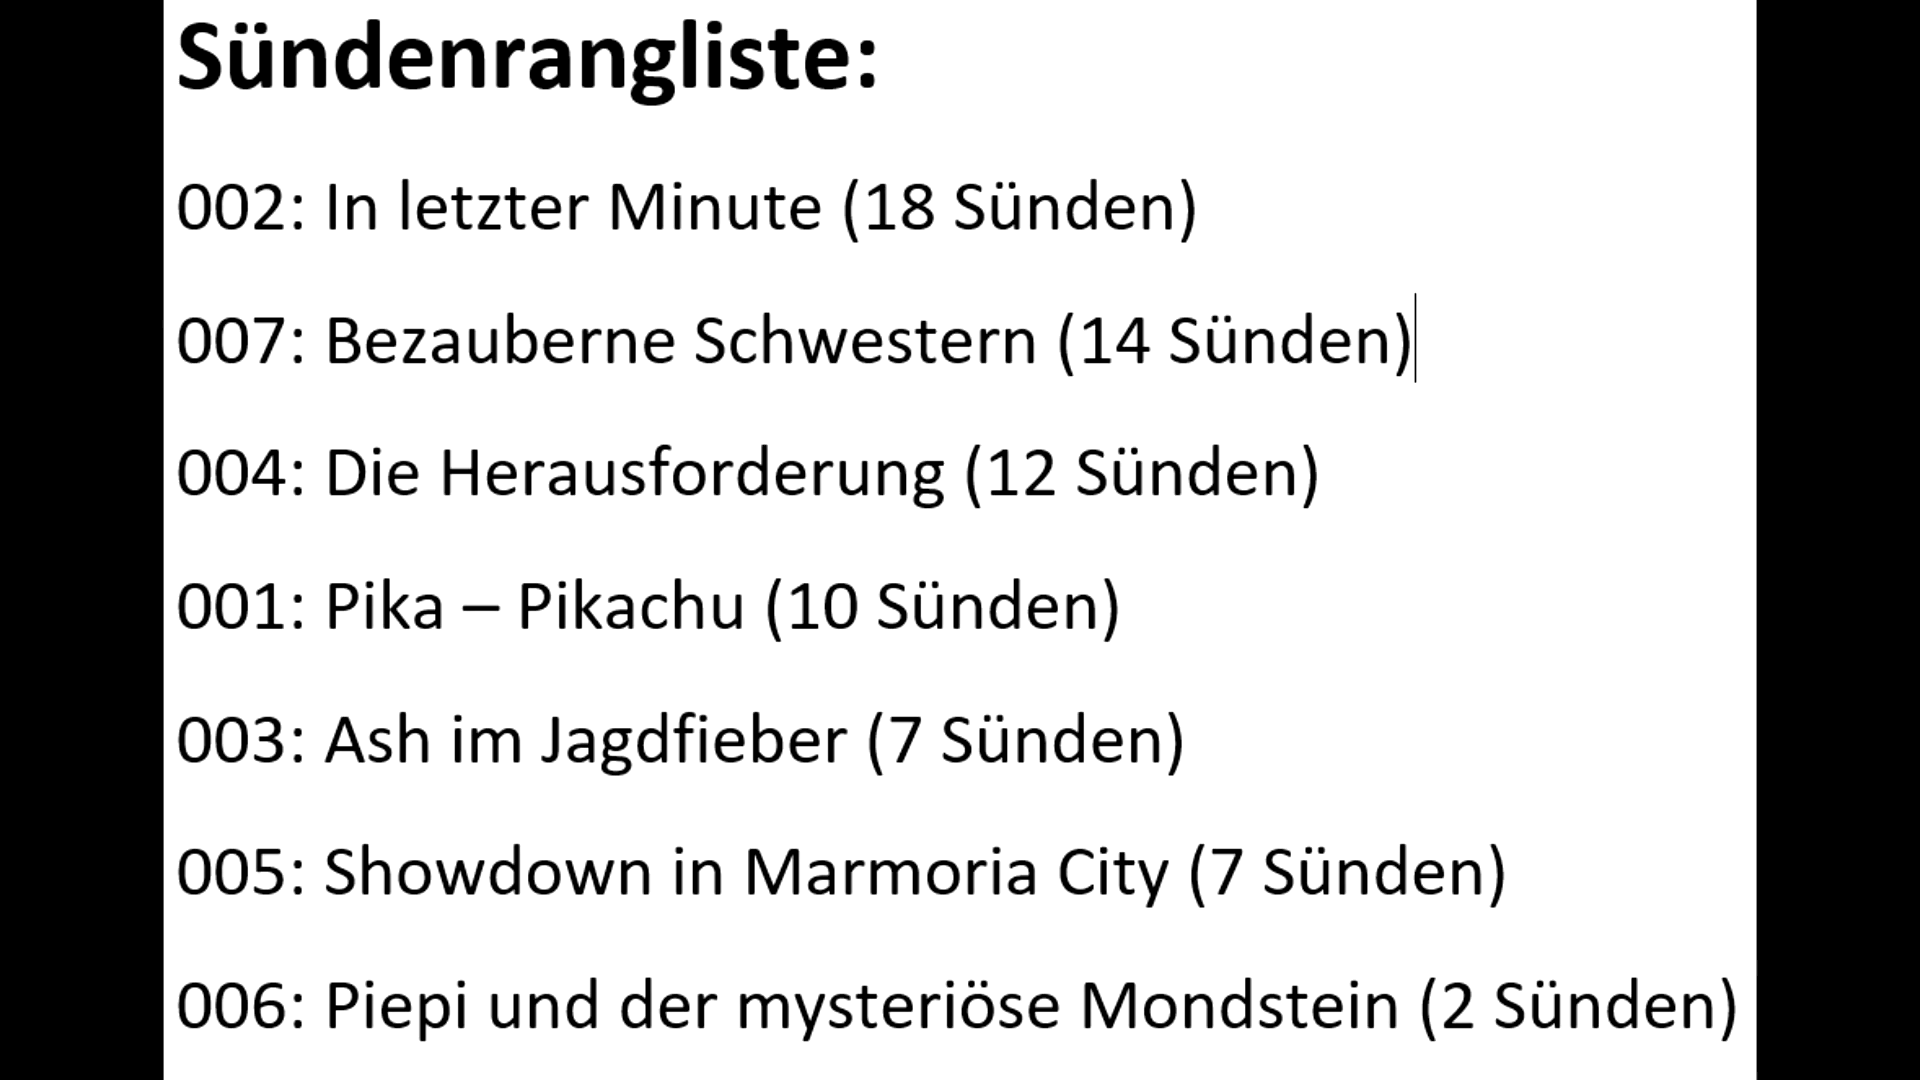 Sündenrangliste:
002: In letzter Minute (18 Sünden)
007: Bezauberne Schwestern (14 Sünden)
004: Die Herausforderung (12 Sünden)
001: Pika – Pikachu (10 Sünden)
003: Ash im Jagdfieber (7 Sünden)
005: Showdown in Marmoria City (7 Sünden)
006: Piepi und der mysteriöse Mondstein (2 Sünden)